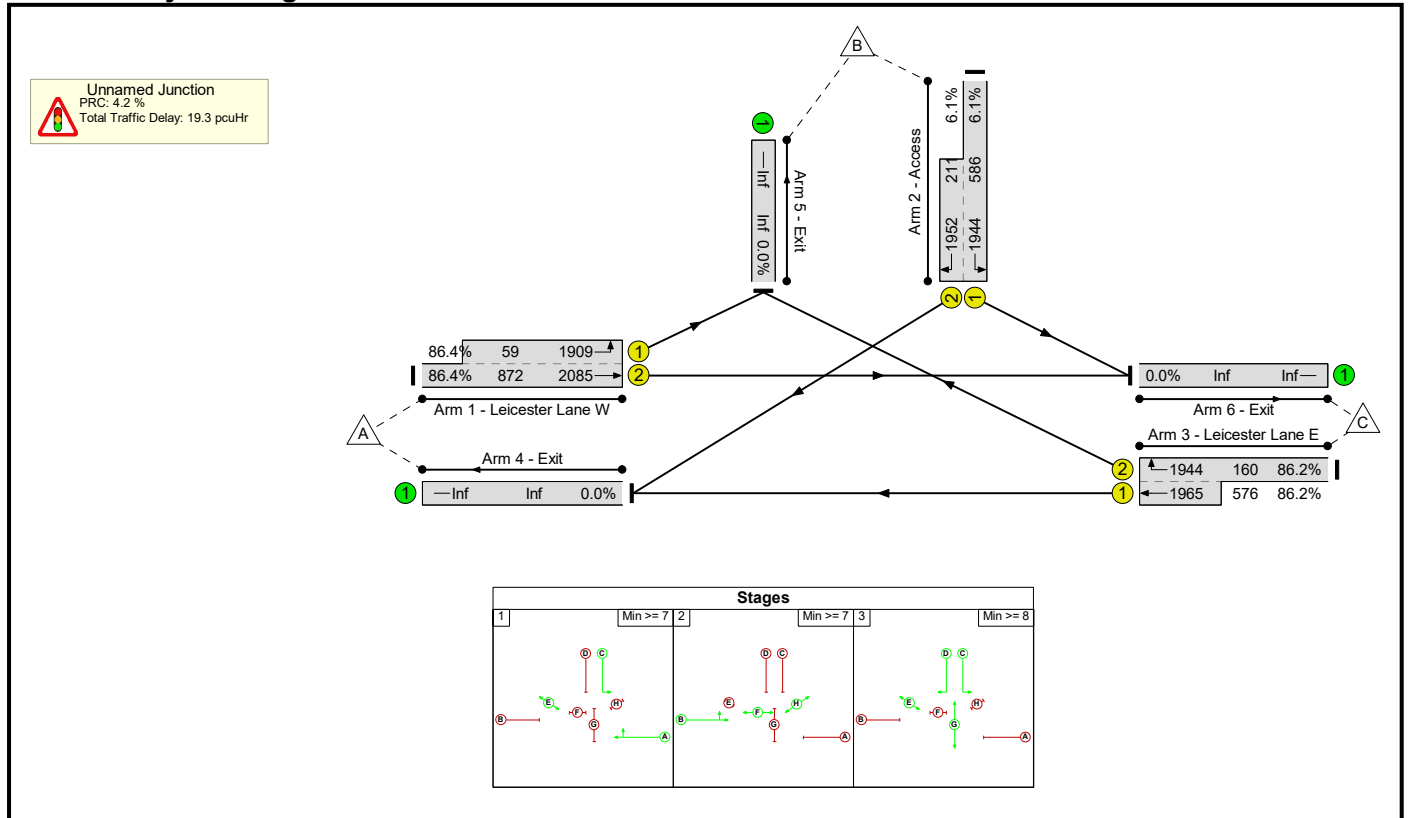 Unnamed Junction
PRC: 4.2 %
Total Traffic Delay: 19.3 pcuHr
B
1
Inf
Inf 0.0%
Arm 5 - Exit
Arm 2 - Access
1952 211 6.1%
1944 586 6.1%
2 1
86.4% 59 1909 1
86.4% 872 2085 2
Arm 1 - Leicester Lane W
A
Arm 4 - Exit
1 Inf Inf 0.0%
0.0% Inf Inf 1
Arm 6 - Exit
C
Arm 3 - Leicester Lane E
2 1944 160 86.2%
1 1965 576 86.2%
Stages
1 Min >= 7 2 Min >= 7 3 Min >= 8
D C
E H
F
B G
A
D C
E H
B F
G
A
D C
E H
F
B G
A